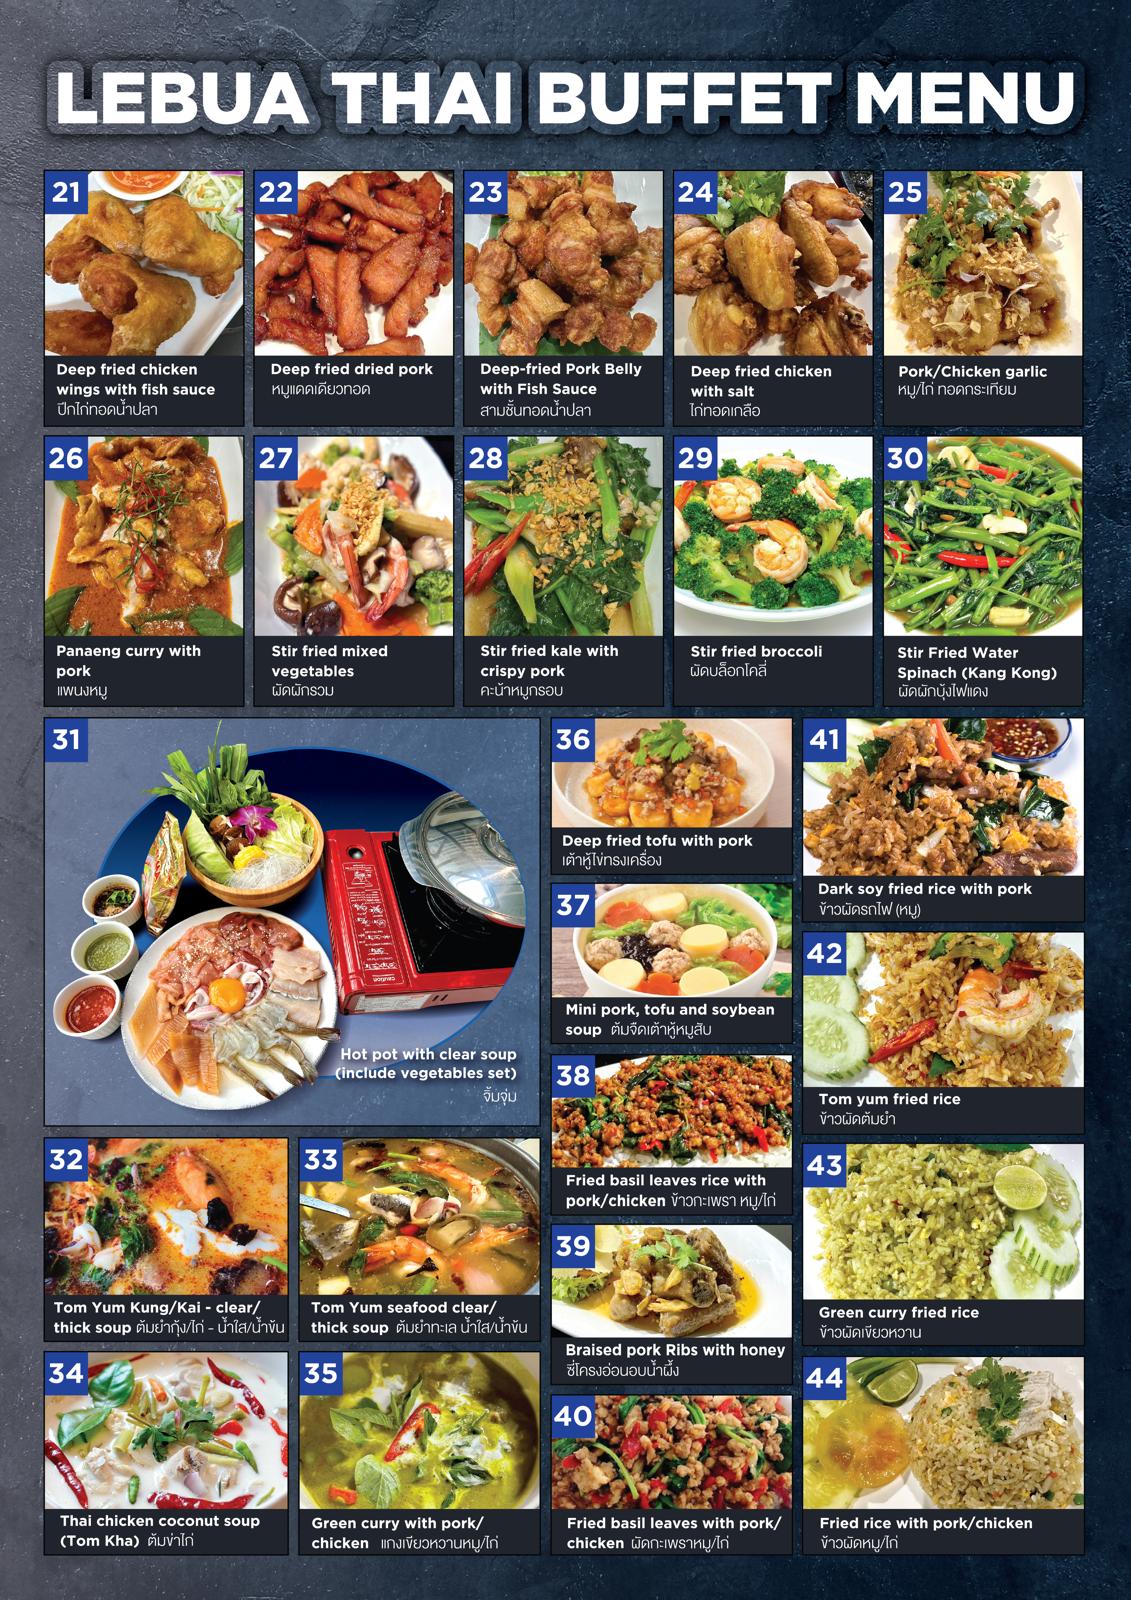 LEBUA THAI BUFFET MENU
21
Deep fried chicken
wings with fish sauce
ปีกไก่ทอดน้ำปลา
22
Deep fried dried pork
หมูแดดเดียวทอด
23
Deep-fried Pork Belly
with Fish Sauce
สามชั้นทอดน้ำปลา
24
Deep fried chicken
with salt
ไก่ทอดเกลือ
25
Pork/Chicken garlic
หมู/ไก่ ทอดกระเทียม
26
Panaeng curry with
pork
แพนงหมู
27
Stir fried mixed
vegetables
ผัดผักรวม
28
Stir fried kale with
crispy pork
คะน้าหมูกรอบ
29
Stir fried broccoli
ผัดบล็อกโคลี่
30
Stir Fried Water
Spinach (Kang Kong)
ผัดผักบุ้งไฟแดง
31
Hot pot with clear soup
(include vegetables set)
จิ้มจุ่ม
32
Tom Yum Kung/Kai - clear/
thick soup ต้มยำกุ้ง/ไก่ - น้ำใส/น้ำข้น
33
Tom Yum seafood clear/
thick soup ต้มยำทะเล น้ำใส/น้ำข้น
34
Thai chicken coconut soup
(Tom Kha) ต้มข่าไก่
35
Green curry with pork/
chicken แกงเขียวหวานหมู/ไก่
36
Deep fried tofu with pork
เต้าหู้ไข่ทรงเครื่อง
37
Mini pork, tofu and soybean
soup ต้มจืดเต้าหู้หมูสับ
38
Fried basil leaves rice with
pork/chicken ข้าวกะเพรา หมู/ไก่
39
Braised pork Ribs with honey
ซี่โครงอ่อนอบน้ำผึ้ง
40
Fried basil leaves with pork/
chicken ผัดกะเพราหมู/ไก่
41
Dark soy fried rice with pork
ข้าวผัดรถไฟ (หมู)
42
Tom yum fried rice
ข้าวผัดต้มยำ
43
Green curry fried rice
ข้าวผัดเขียวหวาน
44
Fried rice with pork/chicken
ข้าวผัดหมู/ไก่